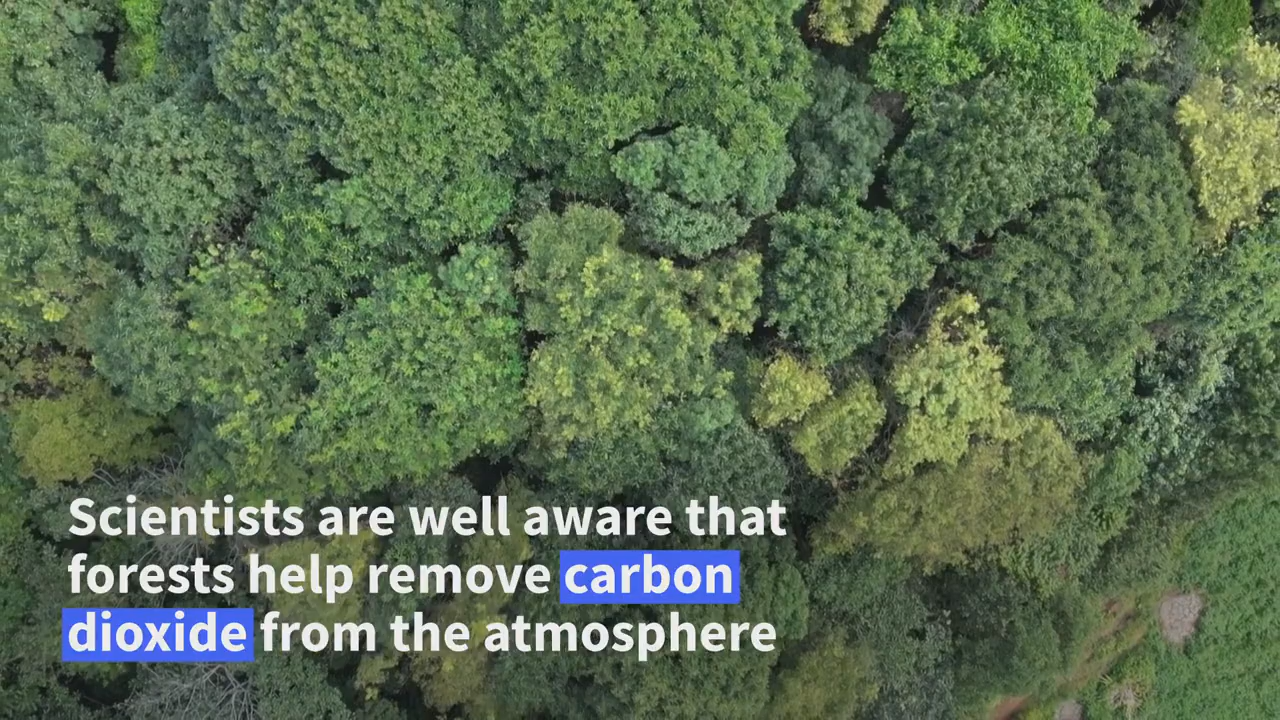 Scientists are well aware that
forests help remove carbon
dioxide from the atmosphere